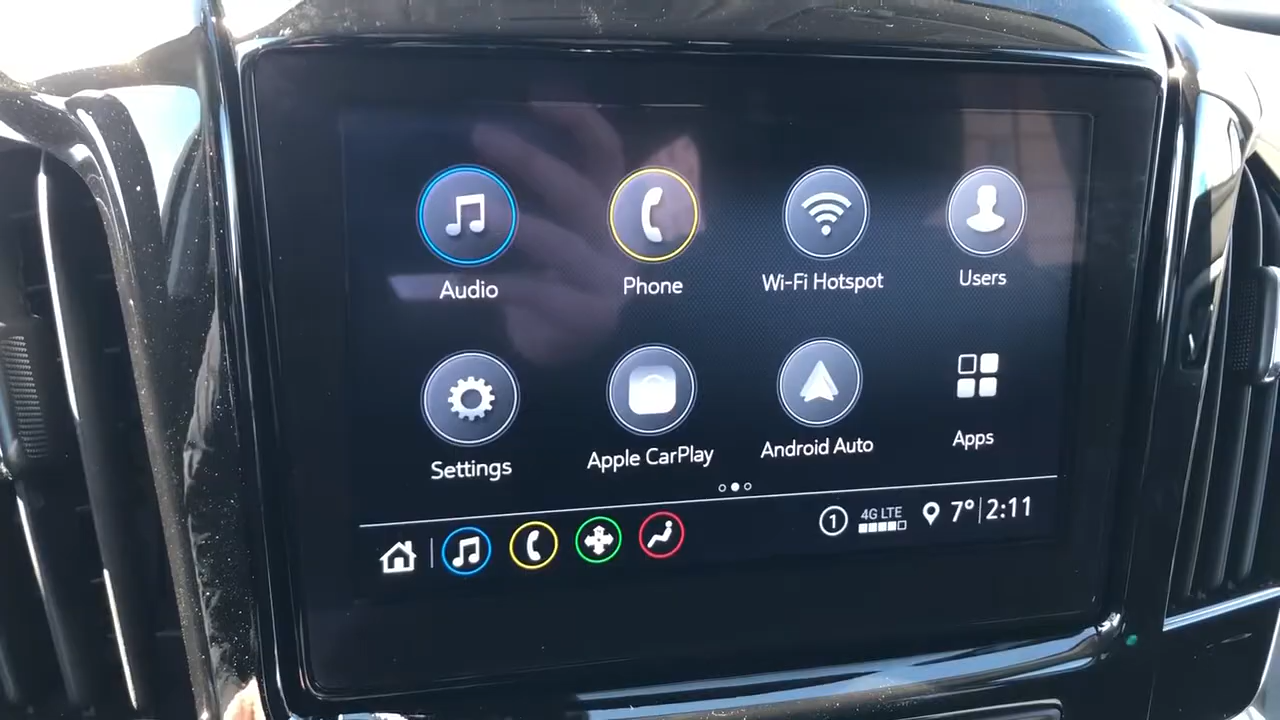 Audio
Phone
Wi-Fi Hotspot
Users
Settings
Apple CarPlay
Android Auto
Apps
1
4G LTE
7°
2:11